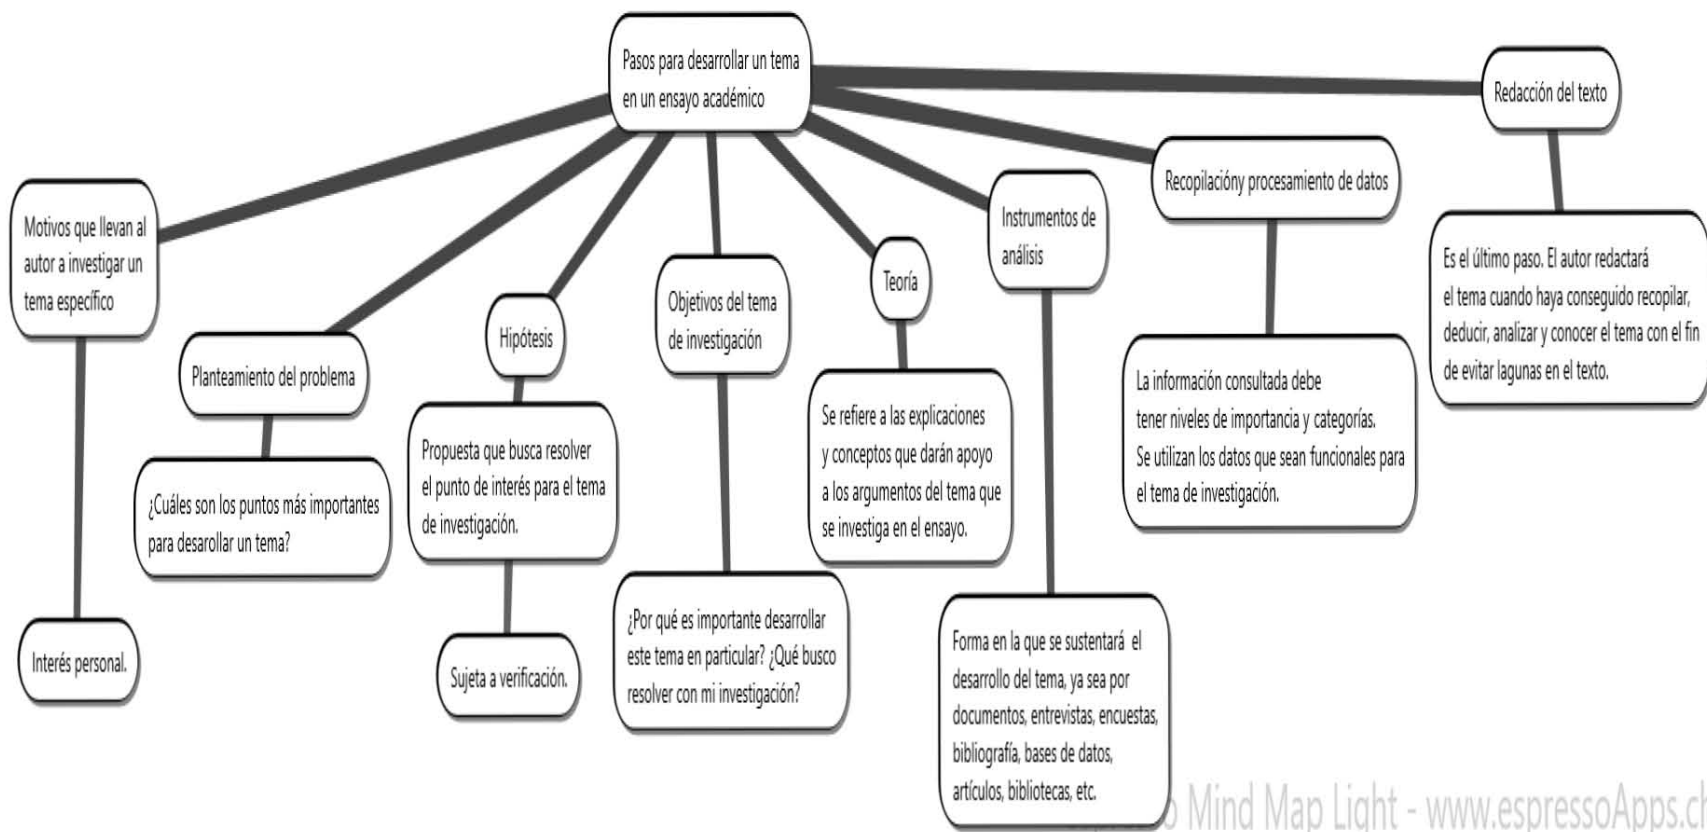 Pasos para desarrollar un tema
en un ensayo académico
Motivos que llevan al
autor a investigar un
tema específico
Interés personal.
Planteamiento del problema
¿Cuáles son los puntos más importantes
para desarollar un tema?
Hipótesis
Propuesta que busca resolver
el punto de interés para el tema
de investigación.
Sujeta a verificación.
Objetivos del tema
de investigación
¿Por qué es importante desarrollar
este tema en particular? ¿Qué busco
resolver con mi investigación?
Teoría
Se refiere a las explicaciones
y conceptos que darán apoyo
a los argumentos del tema que
se investiga en el ensayo.
Instrumentos de
análisis
Forma en la que se sustentará el
desarrollo del tema, ya sea por
documentos, entrevistas, encuestas,
bibliografía, bases de datos,
artículos, bibliotecas, etc.
Recopilacióny procesamiento de datos
La información consultada debe
tener niveles de importancia y categorías.
Se utilizan los datos que sean funcionales para
el tema de investigación.
Redacción del texto
Es el último paso. El autor redactará
el tema cuando haya conseguido recopilar,
deducir, analizar y conocer el tema con el fin
de evitar lagunas en el texto.
Mind Map Light - www.espressoApps.ch